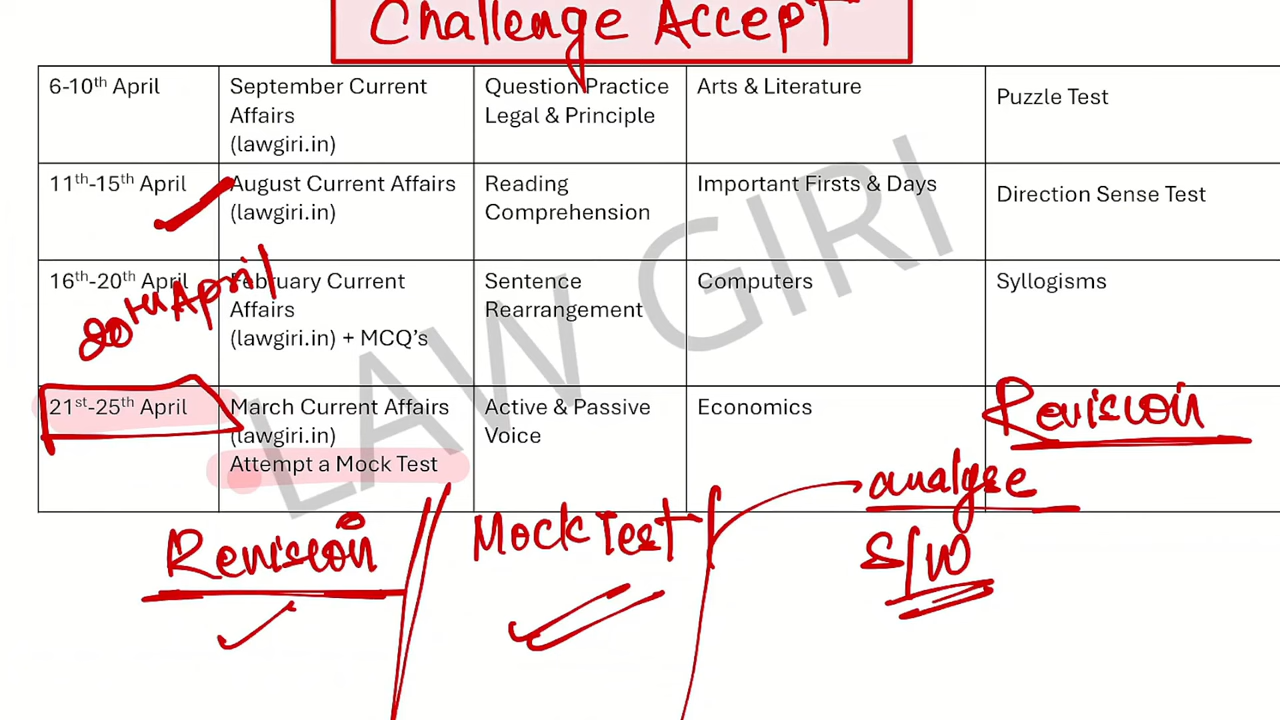 Challenge Accept
6-10th April
September Current
Affairs
(lawgiri.in)
Question Practice
Legal & Principle
Arts & Literature
Puzzle Test
11th-15th April
August Current Affairs
(lawgiri.in)
Reading
Comprehension
Important Firsts & Days
Direction Sense Test
16th-20th April
February Current
Affairs
(lawgiri.in) + MCQ's
Sentence
Rearrangement
Computers
Syllogisms
20th April
21st-25th April
March Current Affairs
(lawgiri.in)
Attempt a Mock Test
Active & Passive
Voice
Economics
Revision
analyse
Revision
Mock Test
S/W
LAW GIRI